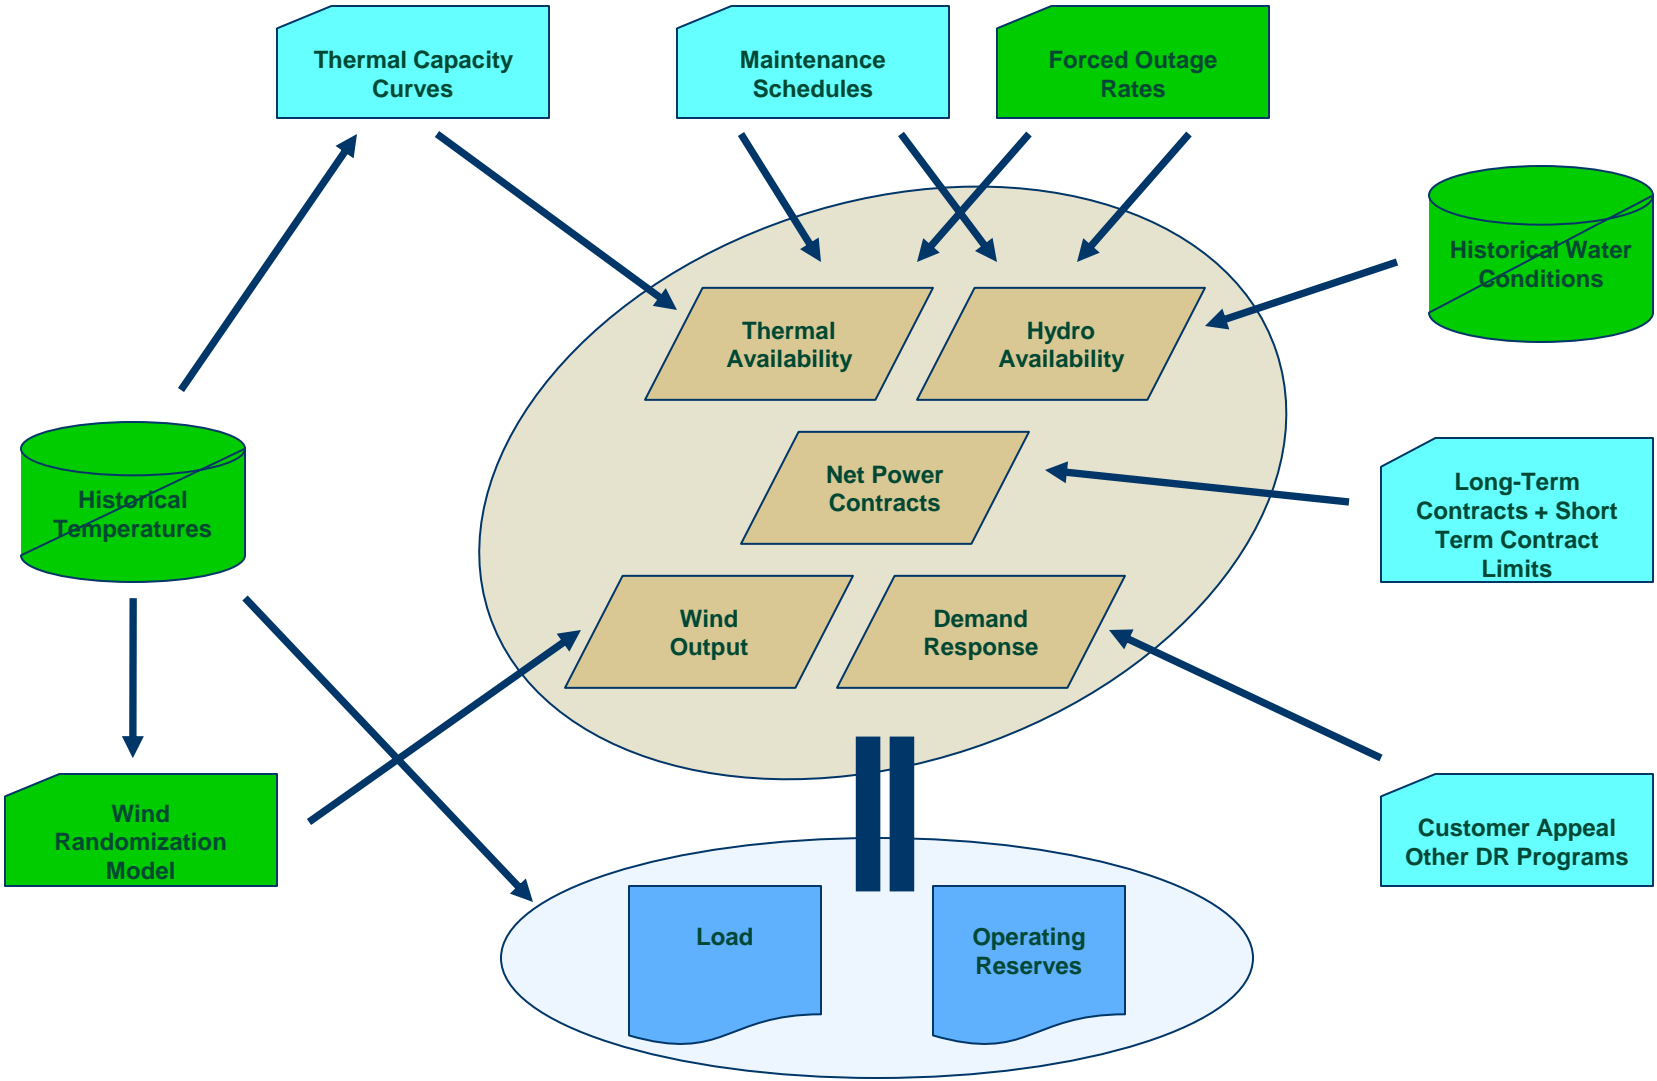 Thermal Capacity
Curves
Maintenance
Schedules
Forced Outage
Rates
Historical Water
Conditions
Thermal
Availability
Hydro
Availability
Net Power
Contracts
Long-Term
Contracts + Short
Term Contract
Limits
Historical
Temperatures
Wind
Output
Demand
Response
Wind
Randomization
Model
Customer Appeal
Other DR Programs
Load
Operating
Reserves